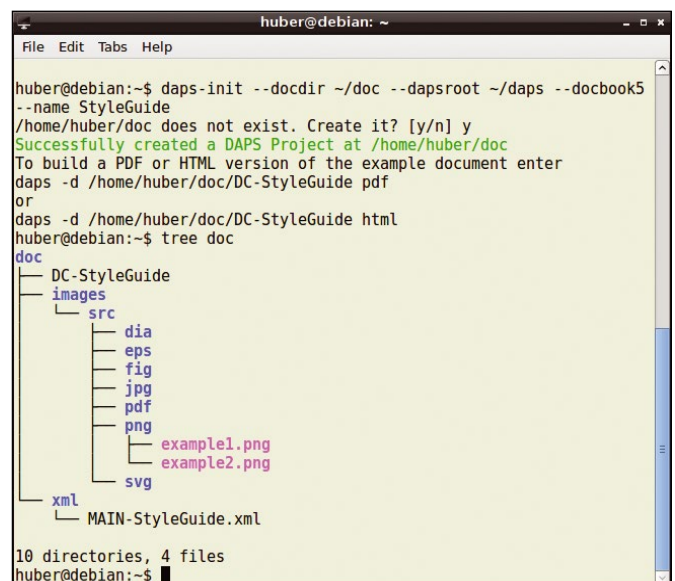 huber@debian: ~
File Edit Tabs Help
huber@debian:~$ daps-init --docdir ~/doc --dapsroot ~/daps --docbook5
--name StyleGuide
/home/huber/doc does not exist. Create it? [y/n] y
Successfully created a DAPS Project at /home/huber/doc
To build a PDF or HTML version of the example document enter
daps -d /home/huber/doc/DC-StyleGuide pdf
or
daps -d /home/huber/doc/DC-StyleGuide html
huber@debian:~$ tree doc
doc
├── DC-StyleGuide
├── images
│   └── src
│       ├── dia
│       ├── eps
│       ├── fig
│       ├── jpg
│       ├── pdf
│       ├── png
│       │   ├── example1.png
│       │   └── example2.png
│       └── svg
└── xml
    └── MAIN-StyleGuide.xml
10 directories, 4 files
huber@debian:~$